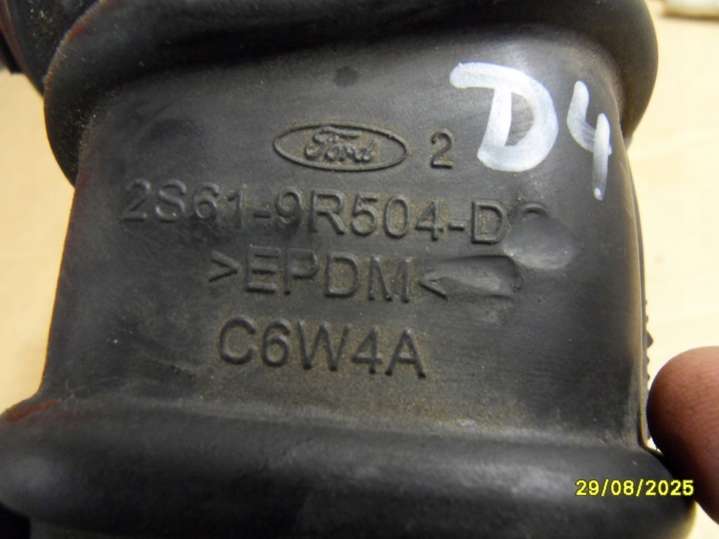 Ford 2
D4
2S61-9R504-D
>EPDM<
C6W4A
29/08/2025